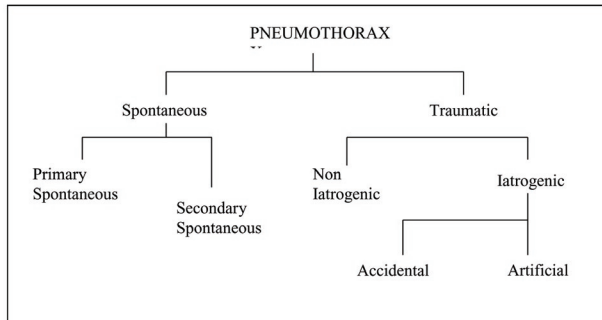 PNEUMOTHORAX
Spontaneous
Traumatic
Primary
Spontaneous
Secondary
Spontaneous
Non
Iatrogenic
Iatrogenic
Accidental
Artificial